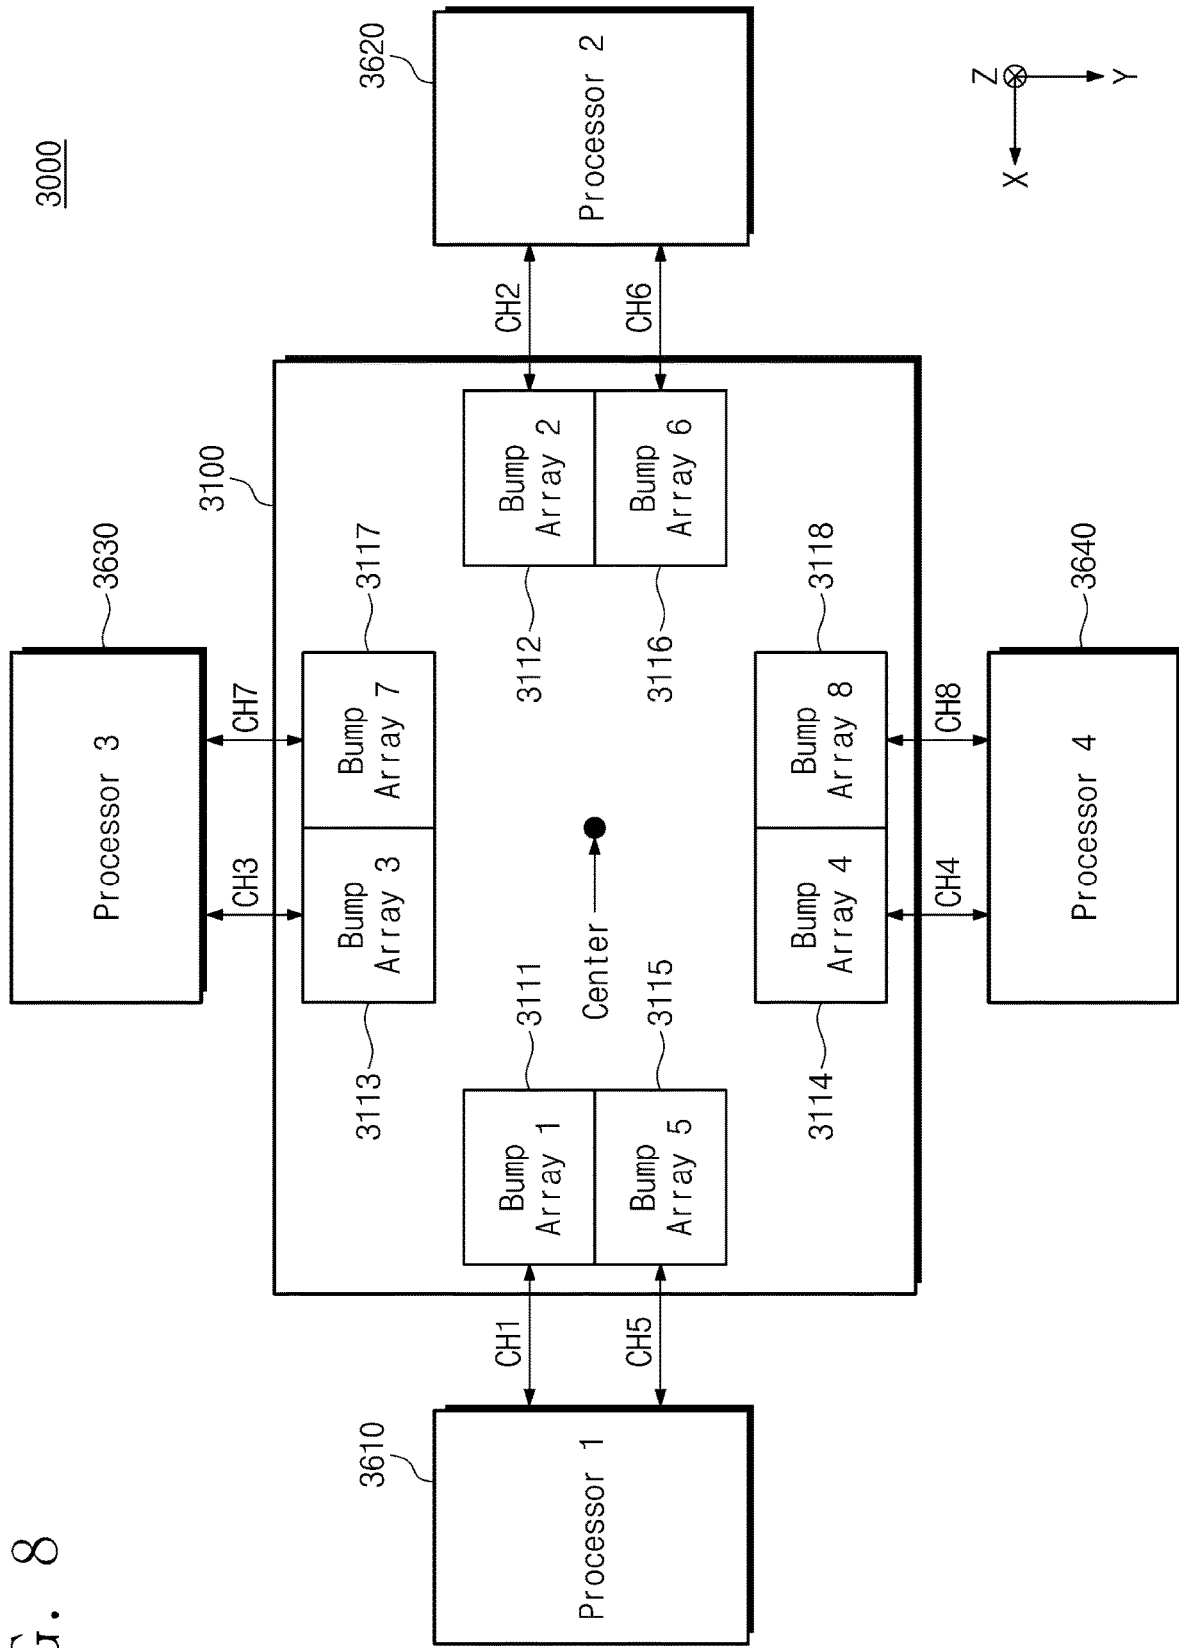 G. 8
3000
Processor 3
3630
3100
CH3
CH7
3610
3113
Bump
Array 3
Bump
Array 7
3117
3620
CH1
Bump
Array 1
3111
3112
Bump
Array 2
CH2
Processor 1
Center
Processor 2
CH5
Bump
Array 5
3115
3116
Bump
Array 6
CH6
3114
Bump
Array 4
Bump
Array 8
3118
CH4
CH8
Processor 4
3640
X
Z
Y